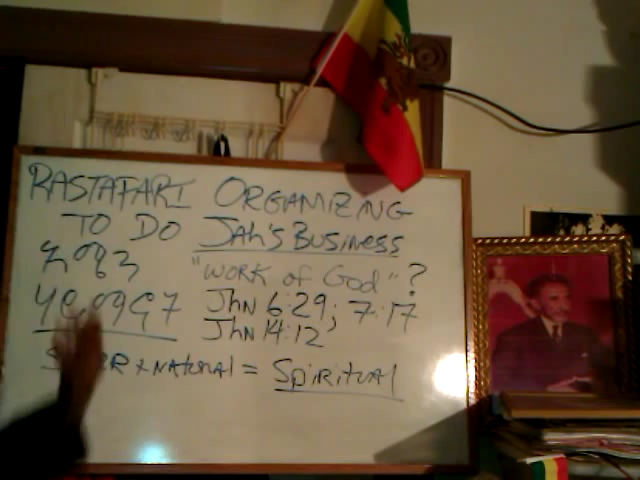 RASTAFARI ORGANIZING
TO DO JAH'S BUSINESS
"WORK OF GOD" ?
JhN 6:29; 7:17
JhN 14:12
+ NATURAL = SPIRITUAL